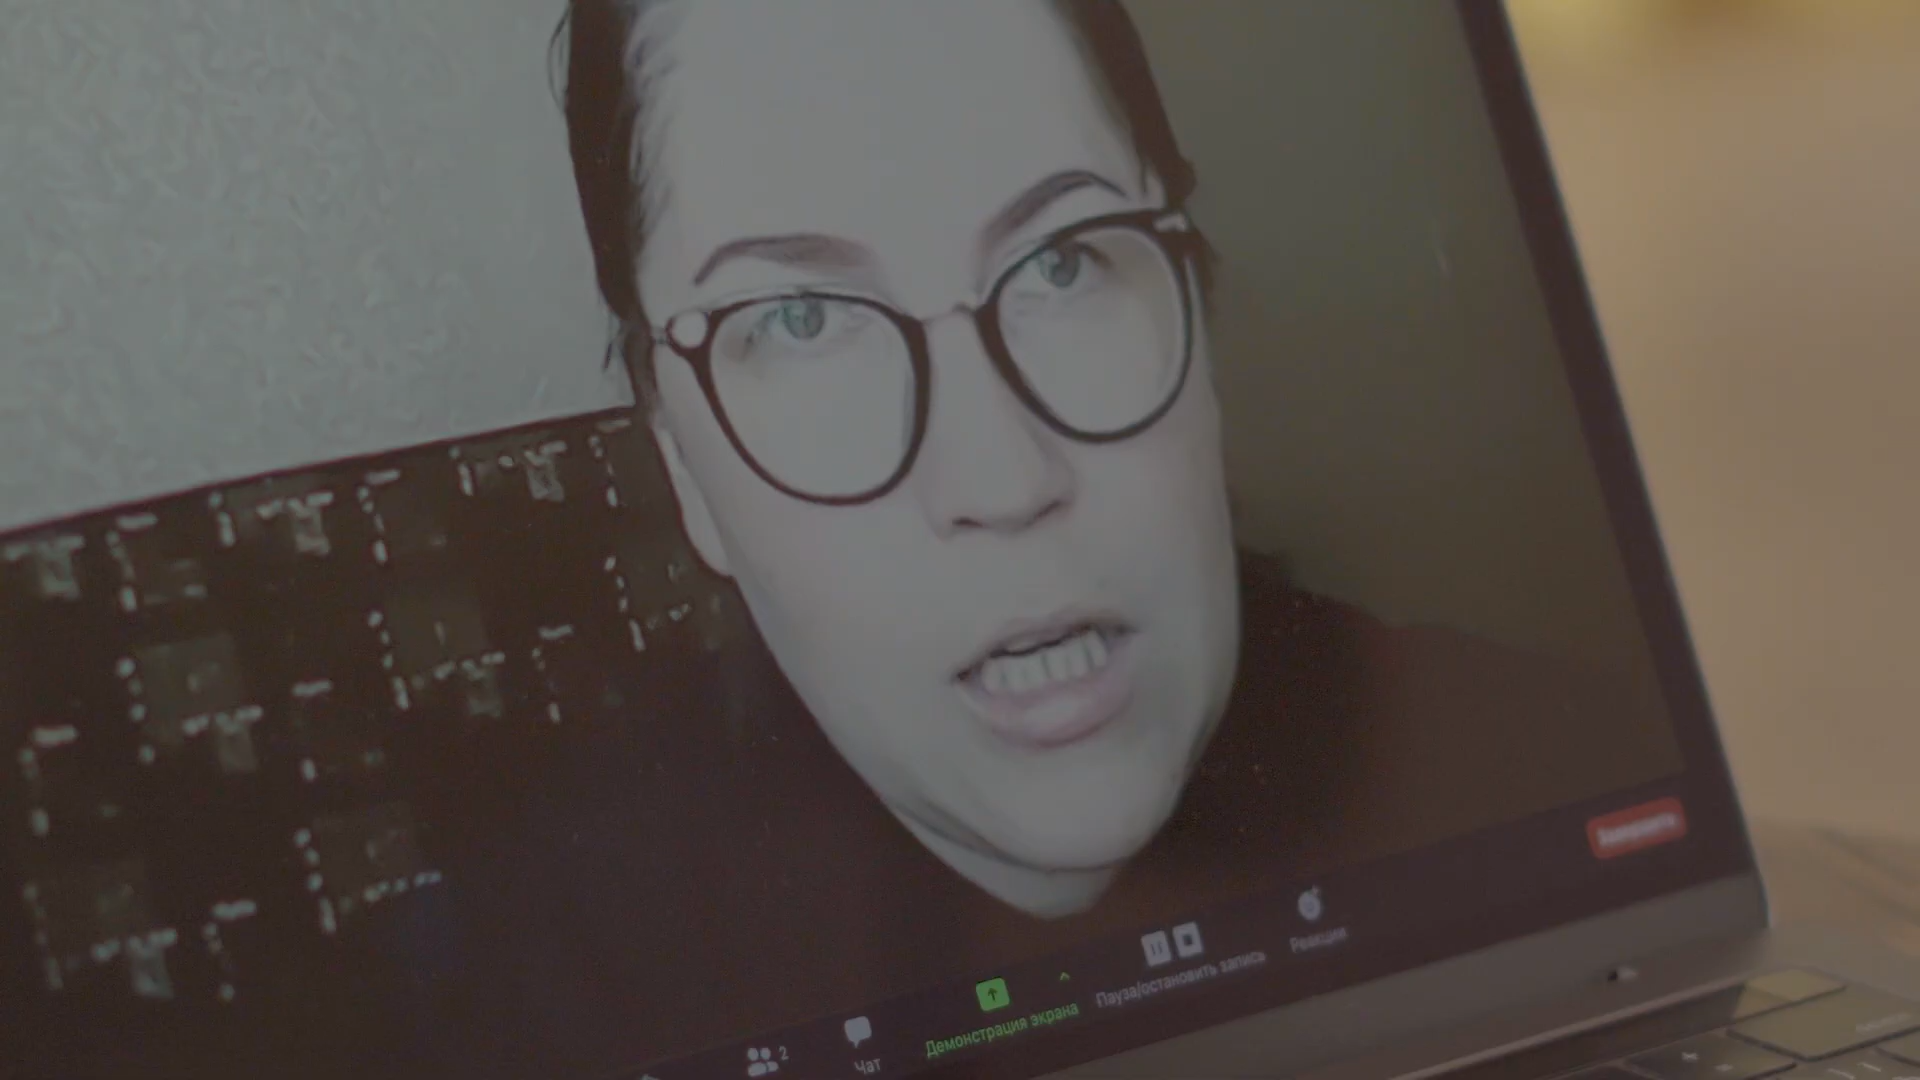 2
Чат
Демонстрация экрана
Пауза/остановить запись
Реакции